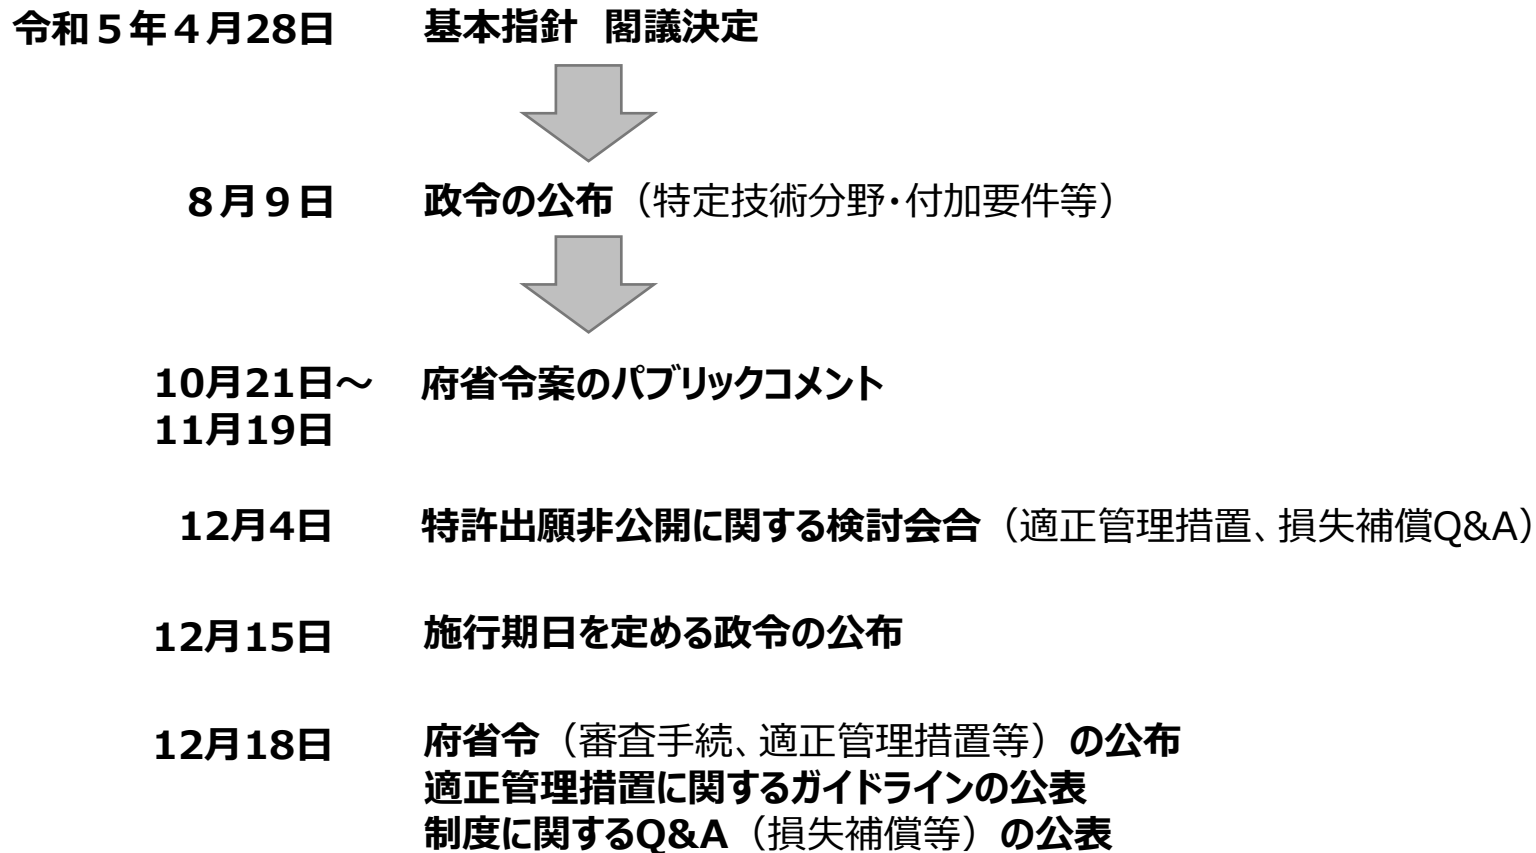 令和５年４月28日 基本指針 閣議決定
８月９日 政令の公布（特定技術分野・付加要件等）
10月21日～ 府省令案のパブリックコメント
11月19日
12月4日 特許出願非公開に関する検討会合（適正管理措置、損失補償Q&A）
12月15日 施行期日を定める政令の公布
12月18日 府省令（審査手続、適正管理措置等）の公布
適正管理措置に関するガイドラインの公表
制度に関するQ&A（損失補償等）の公表